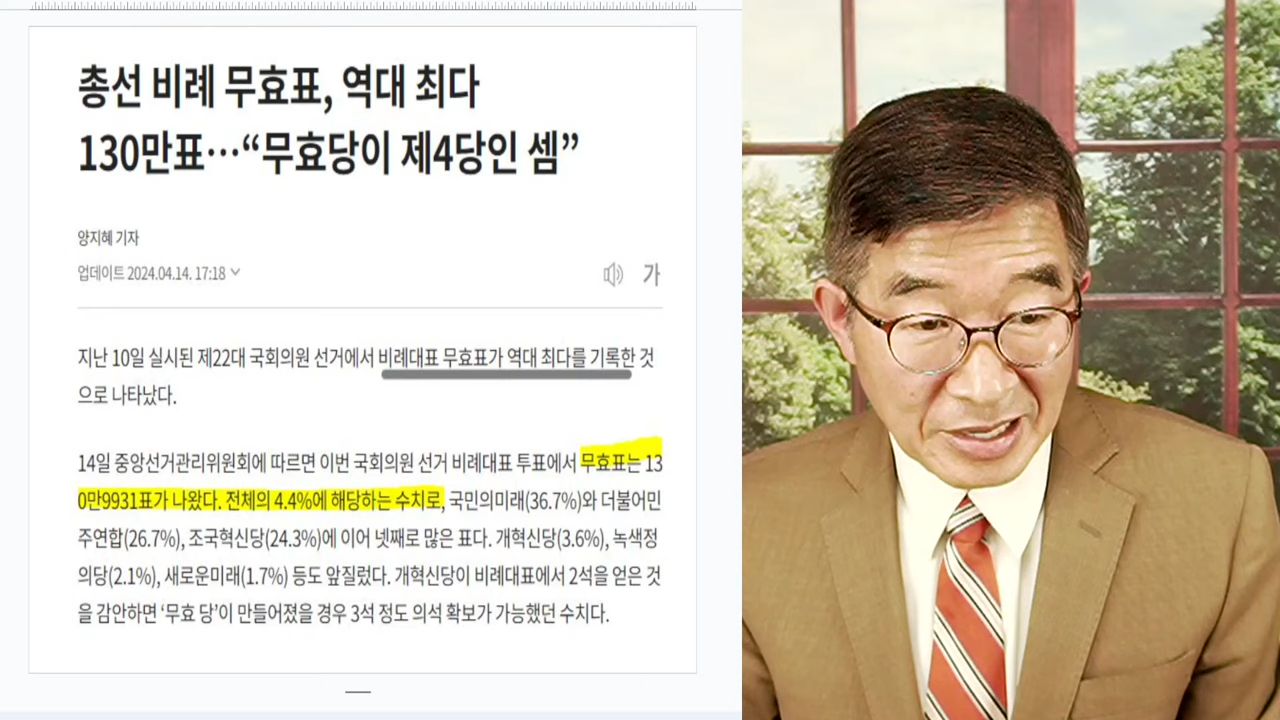 총선 비례 무효표, 역대 최다
130만표…“무효당이 제4당인 셈”
양지혜 기자
업데이트 2024.04.14. 17:18
가
지난 10일 실시된 제22대 국회의원 선거에서 비례대표 무효표가 역대 최다를 기록한 것
으로 나타났다.
14일 중앙선거관리위원회에 따르면 이번 국회의원 선거 비례대표 투표에서 무효표는 13
0만9931표가 나왔다. 전체의 4.4%에 해당하는 수치로, 국민의미래(36.7%)와 더불어민
주연합(26.7%), 조국혁신당(24.3%)에 이어 넷째로 많은 표다. 개혁신당(3.6%), 녹색정
의당(2.1%), 새로운미래(1.7%) 등도 앞질렀다. 개혁신당이 비례대표에서 2석을 얻은 것
을 감안하면 ‘무효 당’이 만들어졌을 경우 3석 정도 의석 확보가 가능했던 수치다.